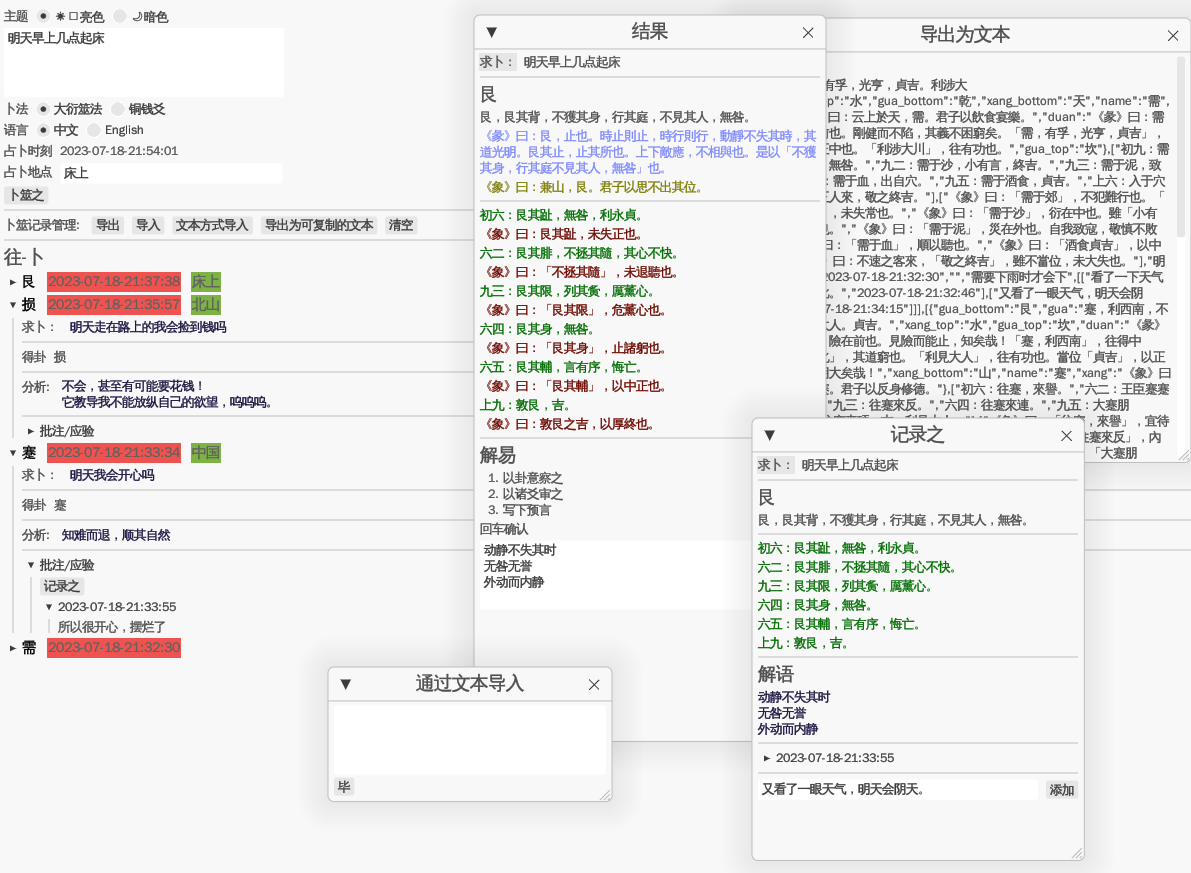 主题 ☀□亮色 ☽暗色
明天早上几点起床
卜法 大衍筮法 铜钱爻
语言 中文 English
占卜时刻 2023-07-18-21:54:01
占卜地点 床上
卜筮之
卜筮记录管理: 导出 导入 文本方式导入 导出为可复制的文本 清空
往-卜
▸ 艮 2023-07-18-21:37:38 床上
▾ 损 2023-07-18-21:35:57 北山
求卜： 明天走在路上的我会捡到钱吗
得卦 损
分析: 不会，甚至有可能要花钱！
它教导我不能放纵自己的欲望，呜呜呜。
▸ 批注/应验
▾ 蹇 2023-07-18-21:33:34 中国
求卜： 明天我会开心吗
得卦 蹇
分析: 知难而退，顺其自然
▾ 批注/应验
记录之
▾ 2023-07-18-21:33:55
所以很开心，摆烂了
▸ 需 2023-07-18-21:32:30
▼ 结果 ×
求卜： 明天早上几点起床
艮
艮，艮其背，不獲其身，行其庭，不見其人，無咎。
《彖》曰：艮，止也。時止則止，時行則行，動靜不失其時，其
道光明。艮其止，止其所也。上下敵應，不相與也。是以「不獲
其身，行其庭不見其人，無咎」也。
《象》曰：兼山，艮。君子以思不出其位。
初六：艮其趾，無咎，利永貞。
《象》曰：艮其趾，未失正也。
六二：艮其腓，不拯其隨，其心不快。
《象》曰：「不拯其隨」，未退聽也。
九三：艮其限，列其夤，厲薰心。
《象》曰：「艮其限」，危薰心也。
六四：艮其身，無咎。
《象》曰：「艮其身」，止諸躬也。
六五：艮其輔，言有序，悔亡。
《象》曰：「艮其輔」，以中正也。
上九：敦艮，吉。
《象》曰：敦艮之吉，以厚終也。
解易
1. 以卦意察之
2. 以诸爻审之
3. 写下预言
回车确认
动静不失其时
无咎无誉
外动而内静
导出为文本 ×
有孚，光亨，貞吉。利涉大
op":"水","gua_bottom":"乾","xang_bottom":"天","name":"需",
曰：云上於天，需。君子以飲食宴樂。","duan":"《彖》曰：需
也。剛健而不陷，其義不困窮矣。「需，有孚，光亨，貞吉」，
中也。「利涉大川」，往有功也。","gua_top":"坎"},["初九：需
無咎。","九二：需于沙，小有言，終吉。","九三：需于泥，致
需于血，出自穴。","九五：需于酒食，貞吉。","上六：入于穴
人來，敬之終吉。"],["《象》曰：「需于郊」，不犯難行也。「
，未失常也。","《象》曰：「需于沙」，衍在中也。雖「小有
。","《象》曰：「需于泥」，災在外也。自我致寇，敬慎不敗
曰：「需于血」，順以聽也。","《象》曰：「酒食貞吉」，以中
曰：不速之客來，「敬之終吉」，雖不當位，未大失也。"],"明
2023-07-18-21:32:30","","需要下雨时才会下",[["看了一下天气
。","2023-07-18-21:32:46"],["又看了一眼天气，明天会阴
-21:34:15"]]],[{"gua_bottom":"艮","gua":"蹇，利西南，不
人。貞吉。","xang_top":"水","gua_top":"坎","duan":"《彖》
險在前也。見險而能止，知矣哉！「蹇，利西南」，往得中
」，其道窮也。「利見大人」，往有功也。當位「貞吉」，以正
大矣哉！","xang_bottom":"山","name":"蹇","xang":"《象》曰
。君子以反身修德。"},["初六：往蹇，來譽。","六二：王臣蹇蹇
"九三：往蹇來反。","六四：往蹇來連。","九五：大蹇朋
，來譽」，宜待
往蹇來反」，內
「大蹇朋
▼ 记录之 ×
求卜： 明天早上几点起床
艮
艮，艮其背，不獲其身，行其庭，不見其人，無咎。
初六：艮其趾，無咎，利永貞。
六二：艮其腓，不拯其隨，其心不快。
九三：艮其限，列其夤，厲薰心。
六四：艮其身，無咎。
六五：艮其輔，言有序，悔亡。
上九：敦艮，吉。
解语
动静不失其时
无咎无誉
外动而内静
▸ 2023-07-18-21:33:55
又看了一眼天气，明天会阴天。 添加
▼ 通过文本导入 ×
毕